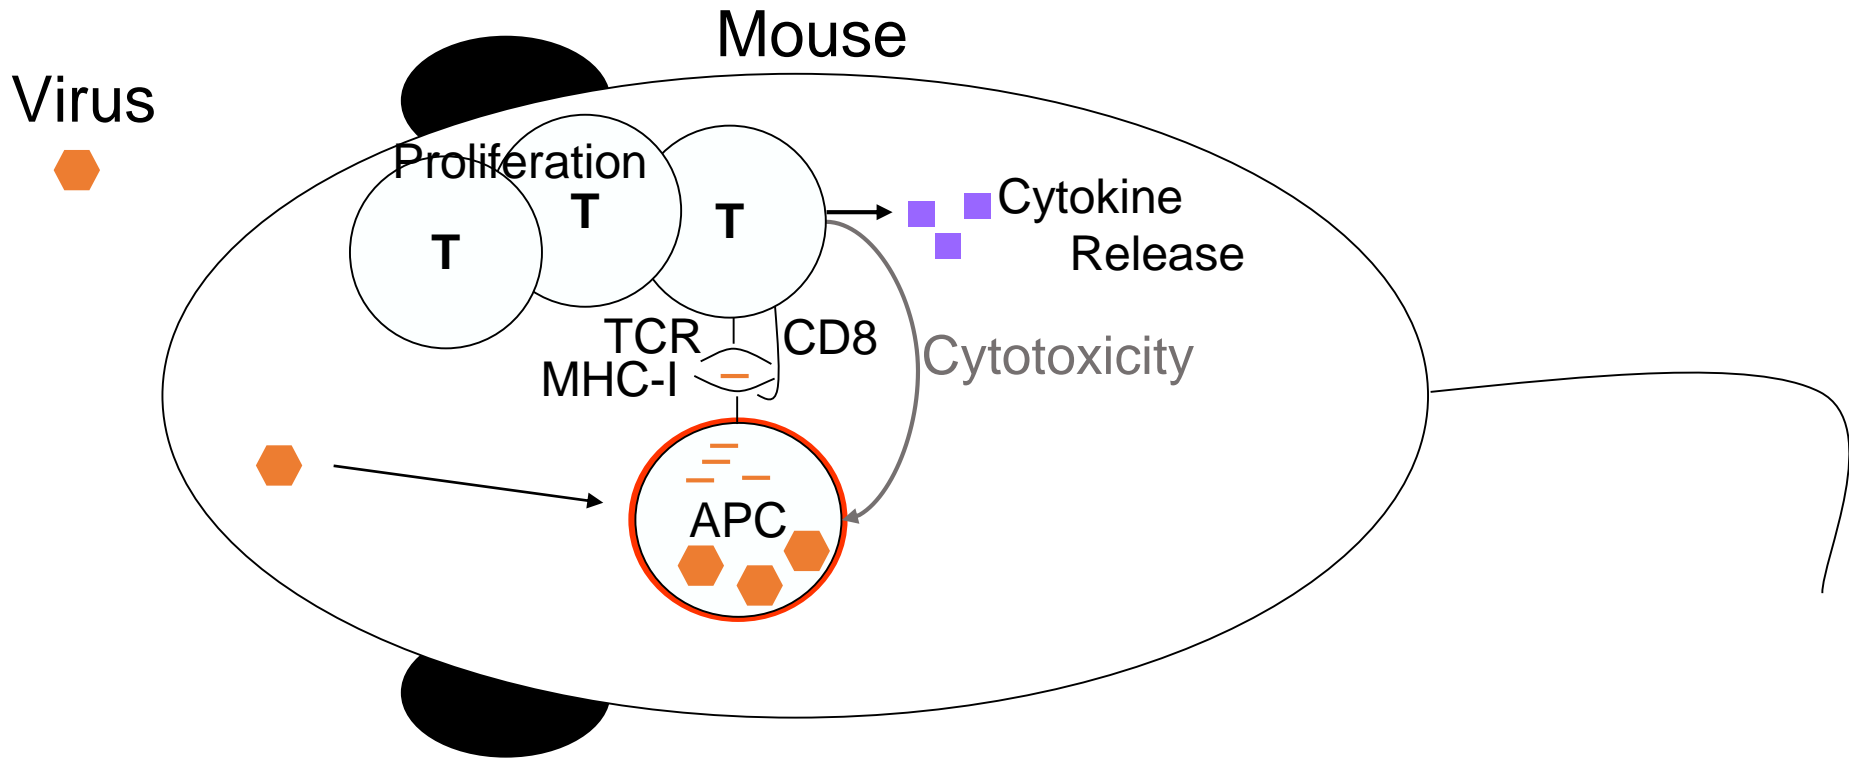 Mouse
Virus
Proliferation
T
T
T
Cytokine
Release
TCR
CD8
MHC-I
Cytotoxicity
APC